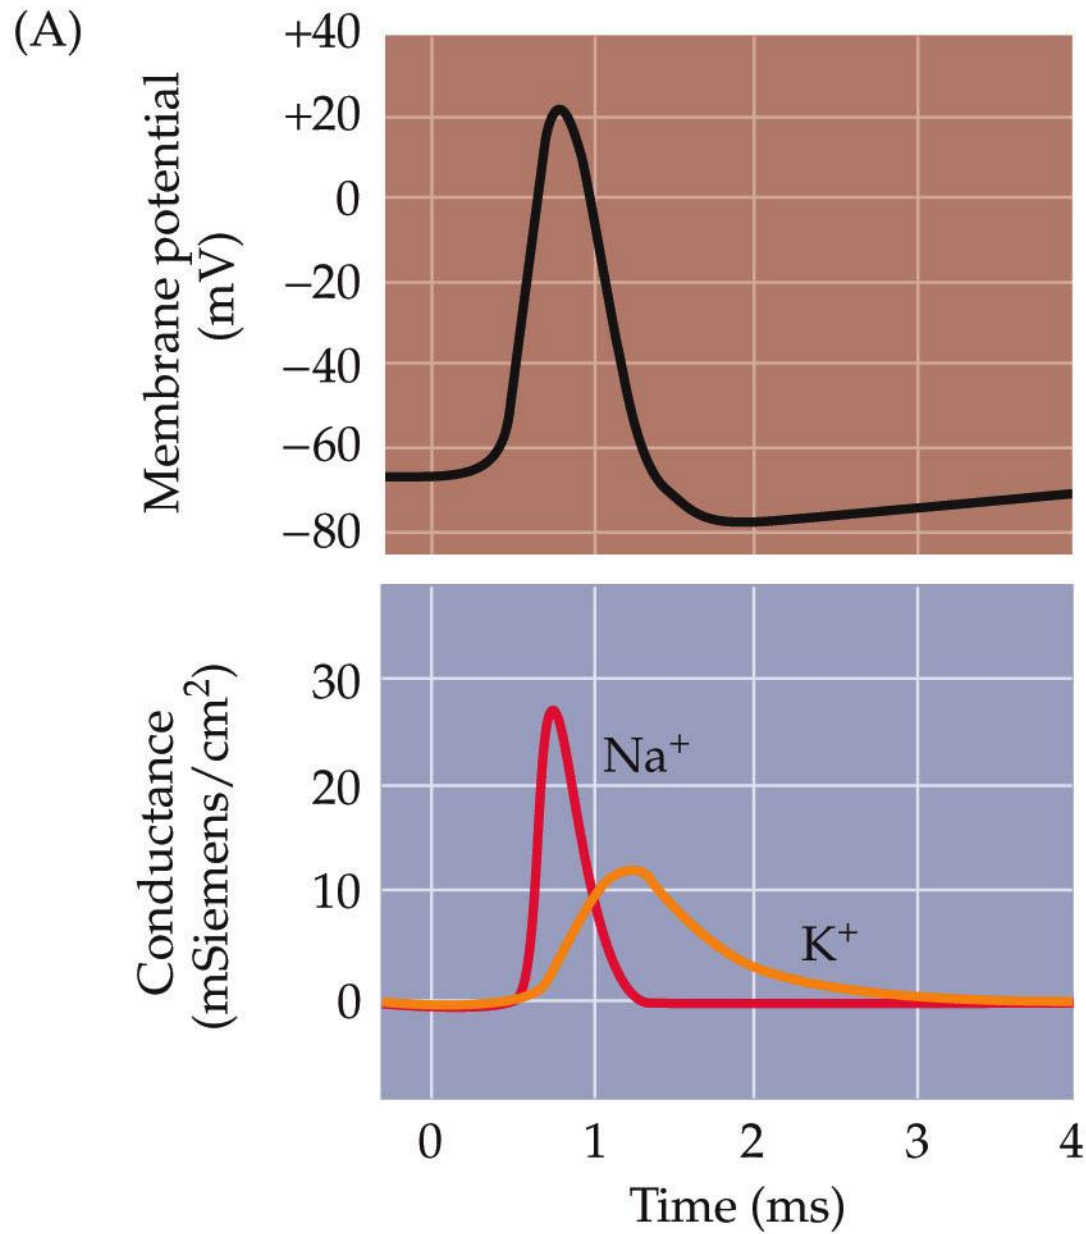 (A)
Membrane potential
(mV)
+40
+20
0
−20
−40
−60
−80
Conductance
(mSiemens/cm²)
30
20
10
0
Na⁺
K⁺
0 1 2 3 4
Time (ms)